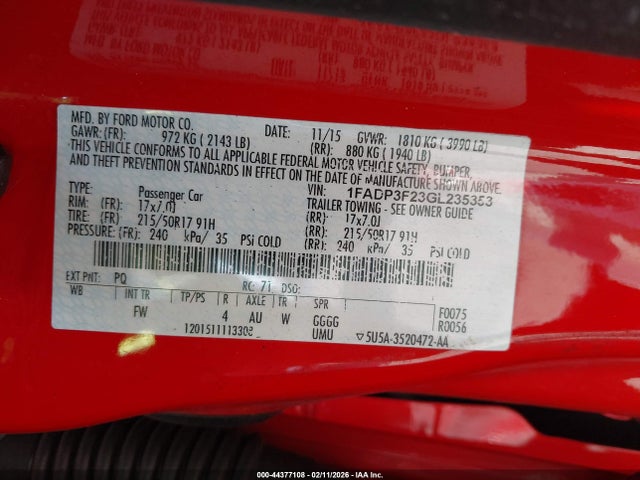 MFD. BY FORD MOTOR CO. DATE: 11/15 GVWR: 1810 KG ( 3990 LB)
GAWR: (FR): 972 KG ( 2143 LB) (RR): 880 KG ( 1940 LB)
THIS VEHICLE CONFORMS TO ALL APPLICABLE FEDERAL MOTOR VEHICLE SAFETY, BUMPER,
AND THEFT PREVENTION STANDARDS IN EFFECT ON THE DATE OF MANUFACTURE SHOWN ABOVE.
VIN: 1FADP3F23GL235353
TYPE: Passenger Car TRAILER TOWING - SEE OWNER GUIDE
RIM: (FR) 17x7.0J (RR): 17x7.0J
TIRE: (FR) 215/50R17 91H (RR): 215/50R17 91H
PRESSURE: (FR) 240 kPa/ 35 PSI COLD (RR) 240 kPa/ 35 PSI COLD
EXT PNT: PQ RC: 71 DSO:
WB INT TR TP/PS R AXLE TR SPR F0075
FW 4 AU W GGGG R0056
1201511113308 UMU ▽5U5A-3520472-AA
000-44377108 - 02/11/2026 - IAA Inc.